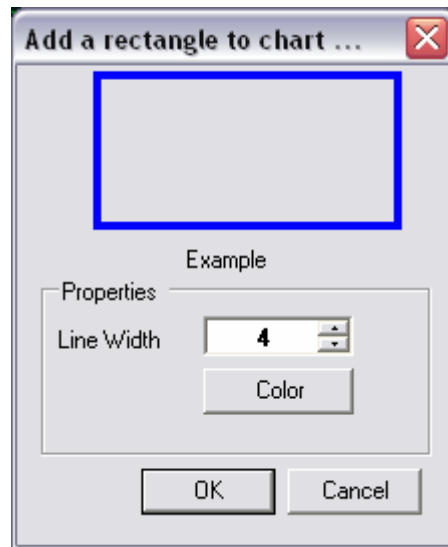 Add a rectangle to chart ...
Example
Properties
Line Width 4
Color
OK Cancel